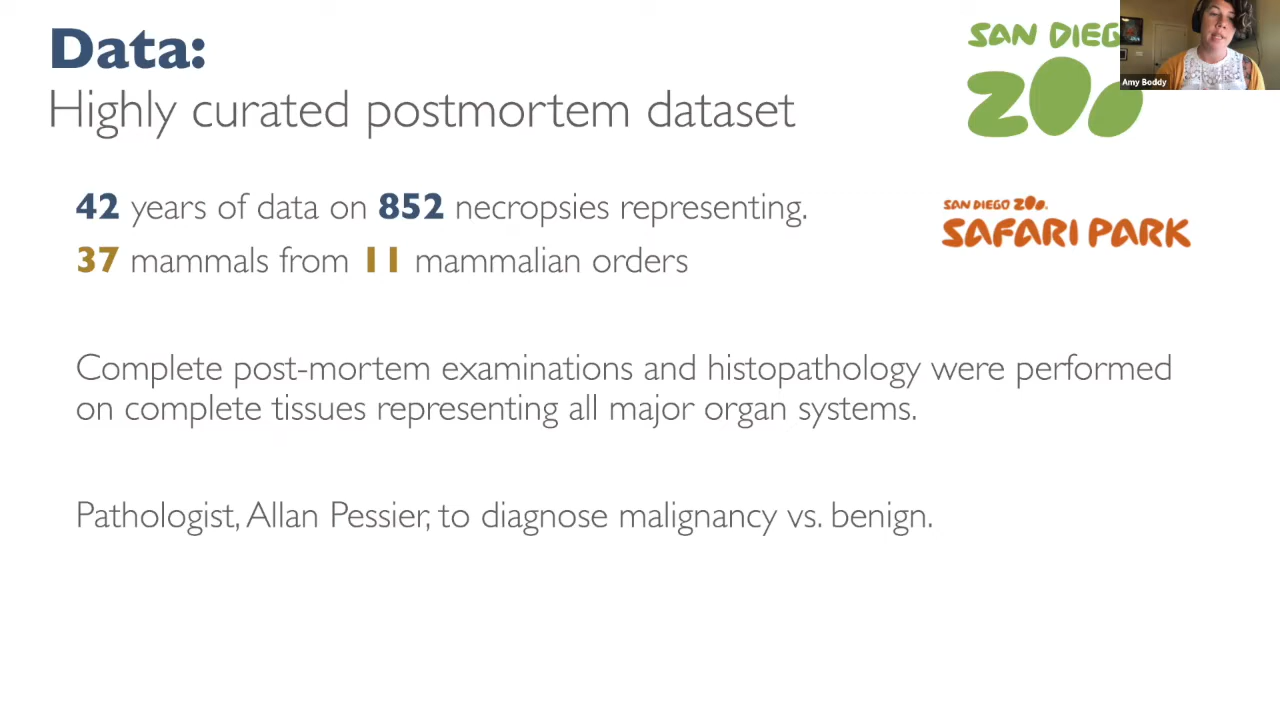 Data:
Highly curated postmortem dataset
SAN DIEG
ZOO
Amy Boddy
42 years of data on 852 necropsies representing.
37 mammals from 11 mammalian orders
SAN DIEGO ZOO.
SAFARI PARK
Complete post-mortem examinations and histopathology were performed
on complete tissues representing all major organ systems.
Pathologist, Allan Pessier, to diagnose malignancy vs. benign.